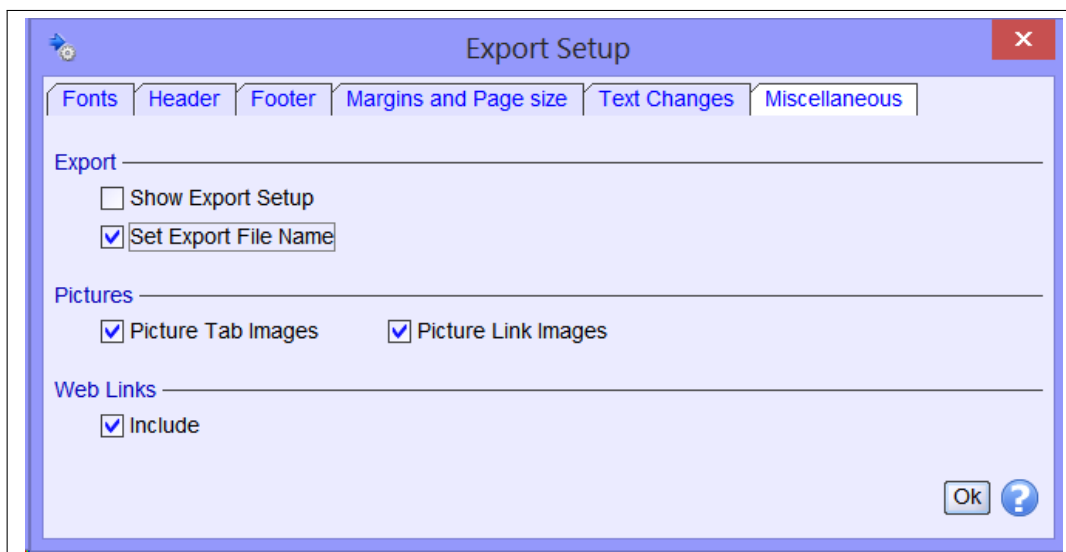 Export Setup
Fonts Header Footer Margins and Page size Text Changes Miscellaneous
Export
Show Export Setup
Set Export File Name
Pictures
Picture Tab Images Picture Link Images
Web Links
Include
Ok ?